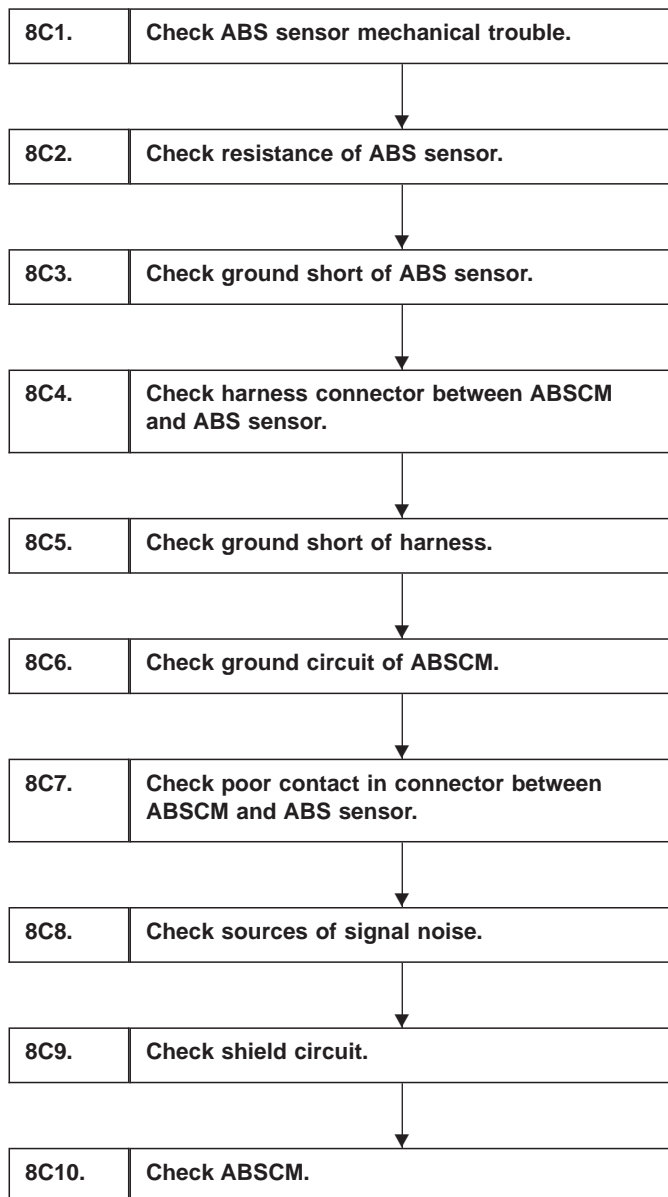 8C1. Check ABS sensor mechanical trouble.
8C2. Check resistance of ABS sensor.
8C3. Check ground short of ABS sensor.
8C4. Check harness connector between ABSCM
and ABS sensor.
8C5. Check ground short of harness.
8C6. Check ground circuit of ABSCM.
8C7. Check poor contact in connector between
ABSCM and ABS sensor.
8C8. Check sources of signal noise.
8C9. Check shield circuit.
8C10. Check ABSCM.